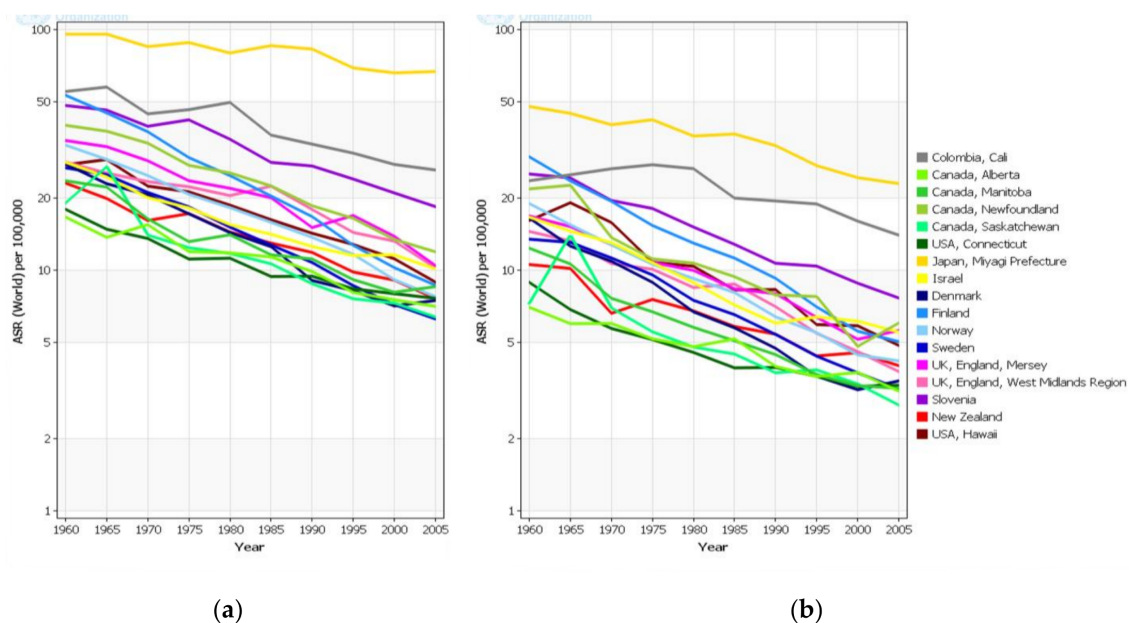 Organization
Organization
100
50
20
10
5
2
1
ASR (World) per 100,000
1960 1965 1970 1975 1980 1985 1990 1995 2000 2005
Year
100
50
20
10
5
2
1
ASR (World) per 100,000
1960 1965 1970 1975 1980 1985 1990 1995 2000 2005
Year
Colombia, Cali
Canada, Alberta
Canada, Manitoba
Canada, Newfoundland
Canada, Saskatchewan
USA, Connecticut
Japan, Miyagi Prefecture
Israel
Denmark
Finland
Norway
Sweden
UK, England, Mersey
UK, England, West Midlands Region
Slovenia
New Zealand
USA, Hawaii
(a)
(b)